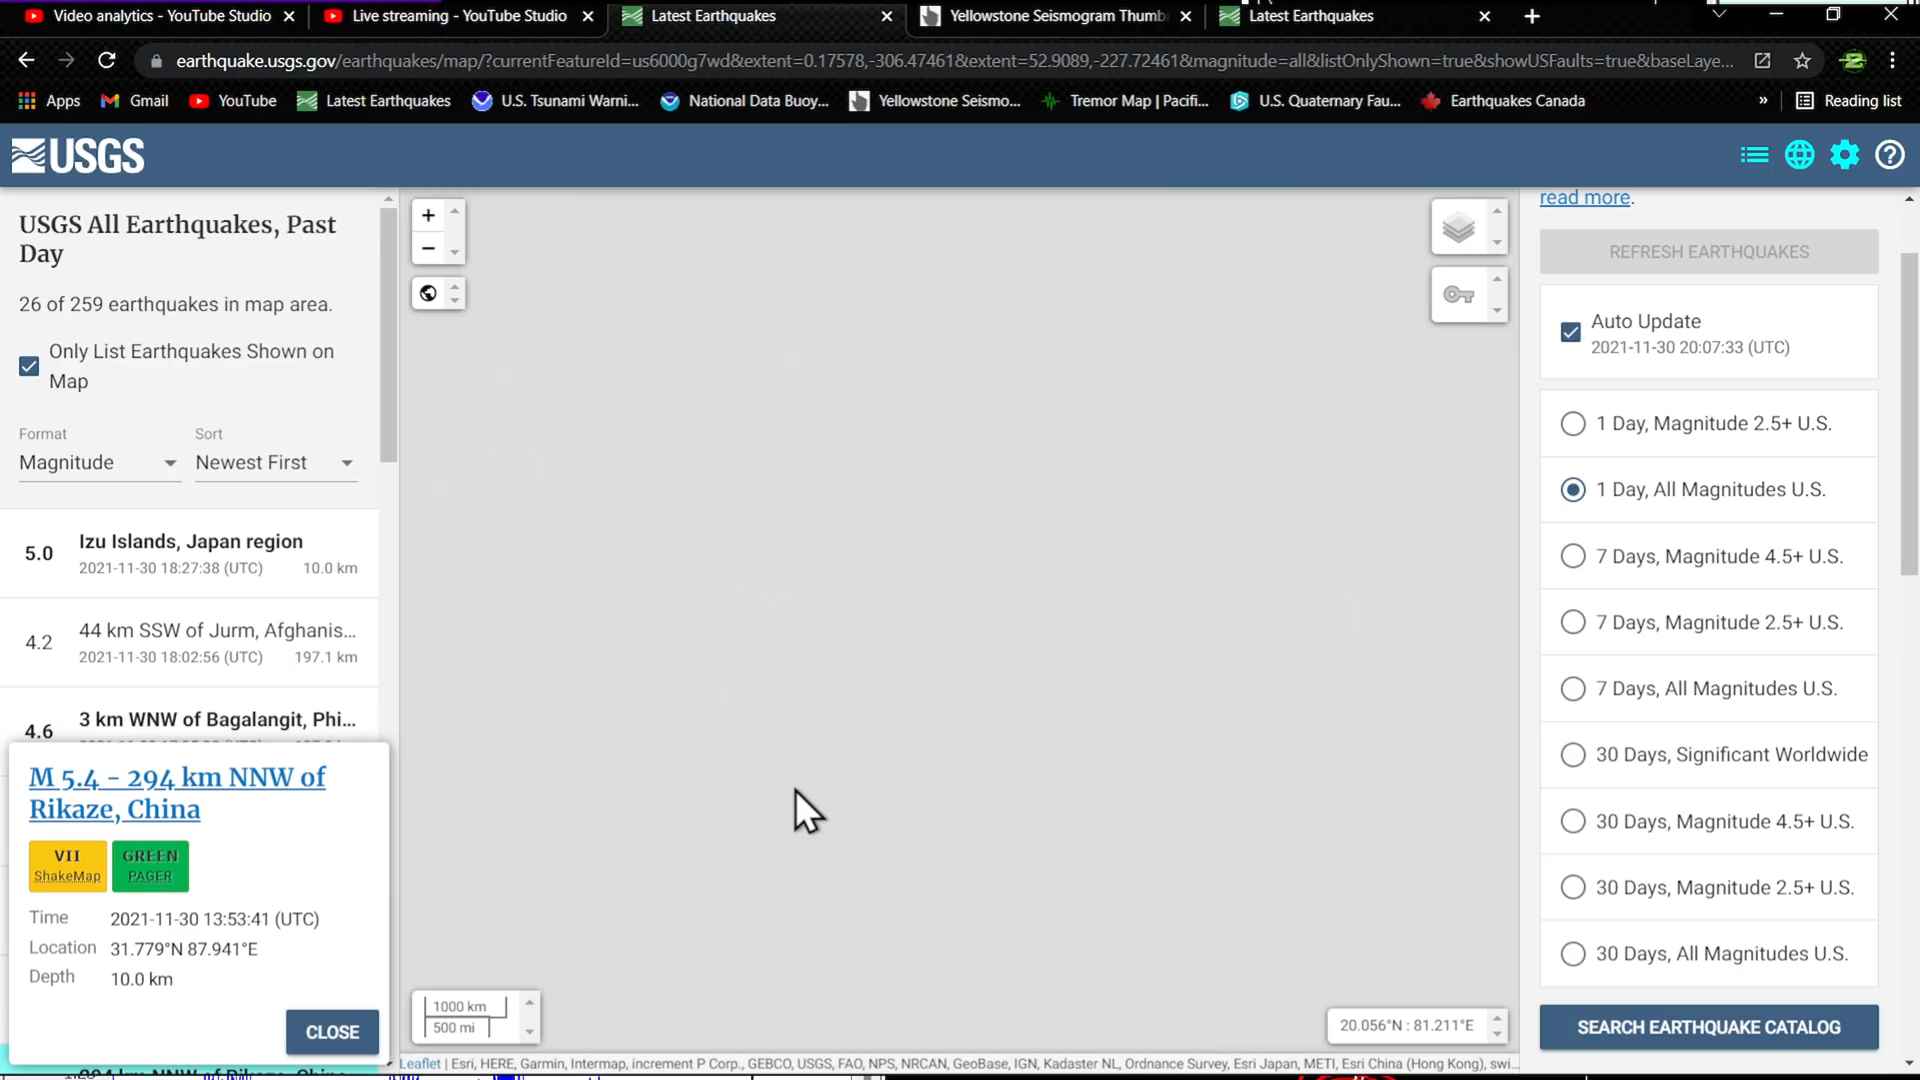 Video analytics - YouTube Studio
Live streaming - YouTube Studio
Latest Earthquakes
Yellowstone Seismogram Thumb
Latest Earthquakes
earthquake.usgs.gov/earthquakes/map/?currentFeatureId=us6000g7wd&extent=0.17578,-306.47461&extent=52.9089,-227.72461&magnitude=all&listOnlyShown=true&showUSFaults=true&baseLaye...
Apps
Gmail
YouTube
Latest Earthquakes
U.S. Tsunami Warni...
National Data Buoy...
Yellowstone Seismo...
Tremor Map | Pacifi...
U.S. Quaternary Fau...
Earthquakes Canada
»
Reading list
USGS
USGS All Earthquakes, Past
Day
26 of 259 earthquakes in map area.
Only List Earthquakes Shown on
Map
Format
Sort
Magnitude
Newest First
5.0
Izu Islands, Japan region
2021-11-30 18:27:38 (UTC)
10.0 km
4.2
44 km SSW of Jurm, Afghanis...
2021-11-30 18:02:56 (UTC)
197.1 km
4.6
3 km WNW of Bagalangit, Phi...
M 5.4 - 294 km NNW of
Rikaze, China
VII
ShakeMap
GREEN
PAGER
Time
2021-11-30 13:53:41 (UTC)
Location
31.779°N 87.941°E
Depth
10.0 km
CLOSE
+
−
1000 km
500 mi
20.056°N : 81.211°E
Leaflet | Esri, HERE, Garmin, Intermap, increment P Corp., GEBCO, USGS, FAO, NPS, NRCAN, GeoBase, IGN, Kadaster NL, Ordnance Survey, Esri Japan, METI, Esri China (Hong Kong), swi...
read more.
REFRESH EARTHQUAKES
Auto Update
2021-11-30 20:07:33 (UTC)
1 Day, Magnitude 2.5+ U.S.
1 Day, All Magnitudes U.S.
7 Days, Magnitude 4.5+ U.S.
7 Days, Magnitude 2.5+ U.S.
7 Days, All Magnitudes U.S.
30 Days, Significant Worldwide
30 Days, Magnitude 4.5+ U.S.
30 Days, Magnitude 2.5+ U.S.
30 Days, All Magnitudes U.S.
SEARCH EARTHQUAKE CATALOG